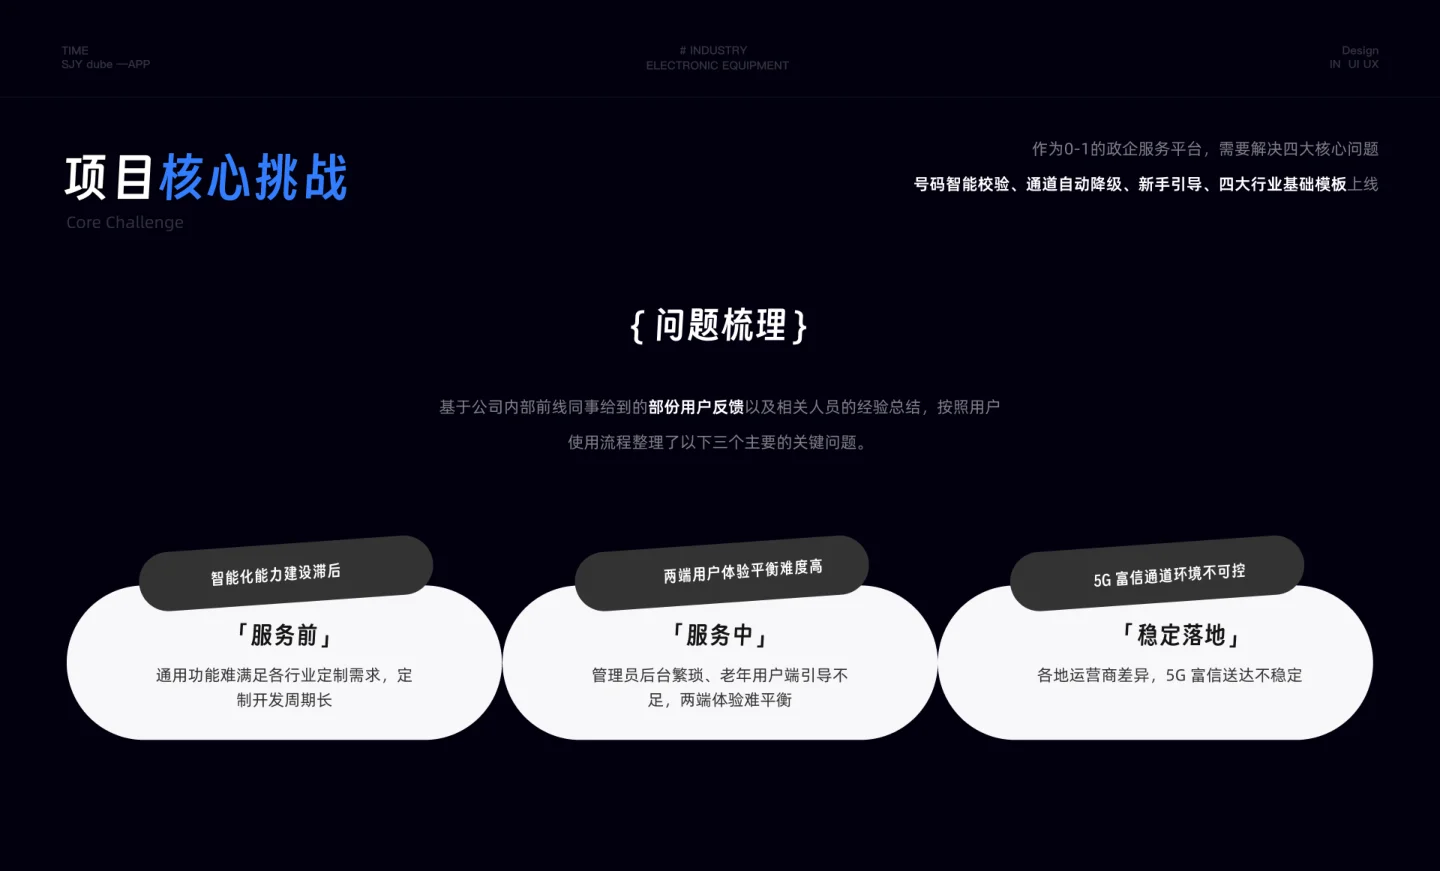 TIME
SJY dube —APP
# INDUSTRY
ELECTRONIC EQUIPMENT
Design
IN UI UX
项目核心挑战
Core Challenge
作为0-1的政企服务平台，需要解决四大核心问题
号码智能校验、通道自动降级、新手引导、四大行业基础模板上线
{ 问题梳理 }
基于公司内部前线同事给到的部份用户反馈以及相关人员的经验总结，按照用户
使用流程整理了以下三个主要的关键问题。
智能化能力建设滞后
「服务前」
通用功能难满足各行业定制需求，定
制开发周期长
两端用户体验平衡难度高
「服务中」
管理员后台繁琐、老年用户端引导不
足，两端体验难平衡
5G 富信通道环境不可控
「稳定落地」
各地运营商差异，5G 富信送达不稳定